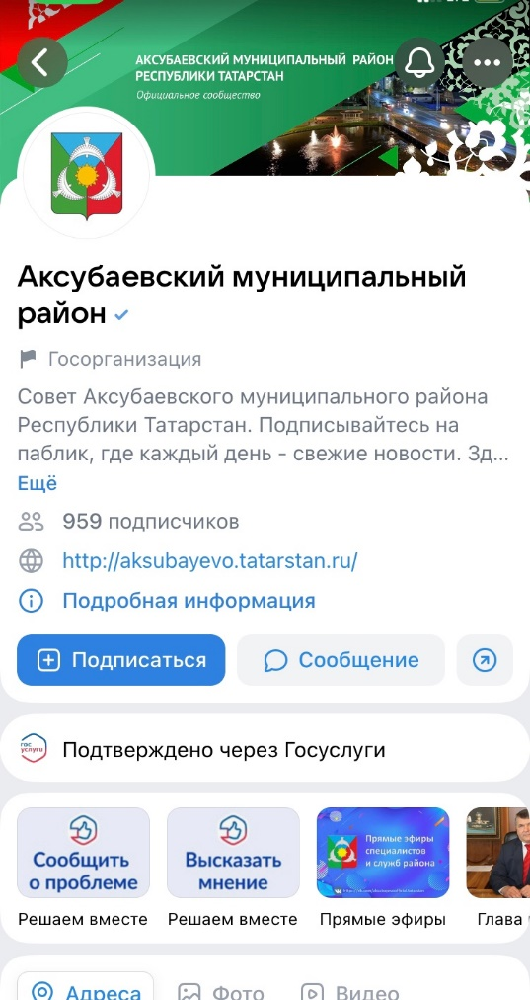 АКСУБАЕВСКИЙ МУНИЦИПАЛЬНЫЙ РАЙОН
РЕСПУБЛИКИ ТАТАРСТАН
Официальное сообщество
Аксубаевский муниципальный
район
Госорганизация
Совет Аксубаевского муниципального района
Республики Татарстан. Подписывайтесь на
паблик, где каждый день - свежие новости. Зд...
Ещё
959 подписчиков
http://aksubayevo.tatarstan.ru/
Подробная информация
Подписаться
Сообщение
гос
услуги
Подтверждено через Госуслуги
Сообщить
о проблеме
Высказать
мнение
Прямые эфиры
специалистов
и служб района
Решаем вместе
Решаем вместе
Прямые эфиры
Глава
Адреса
Фото
Видео